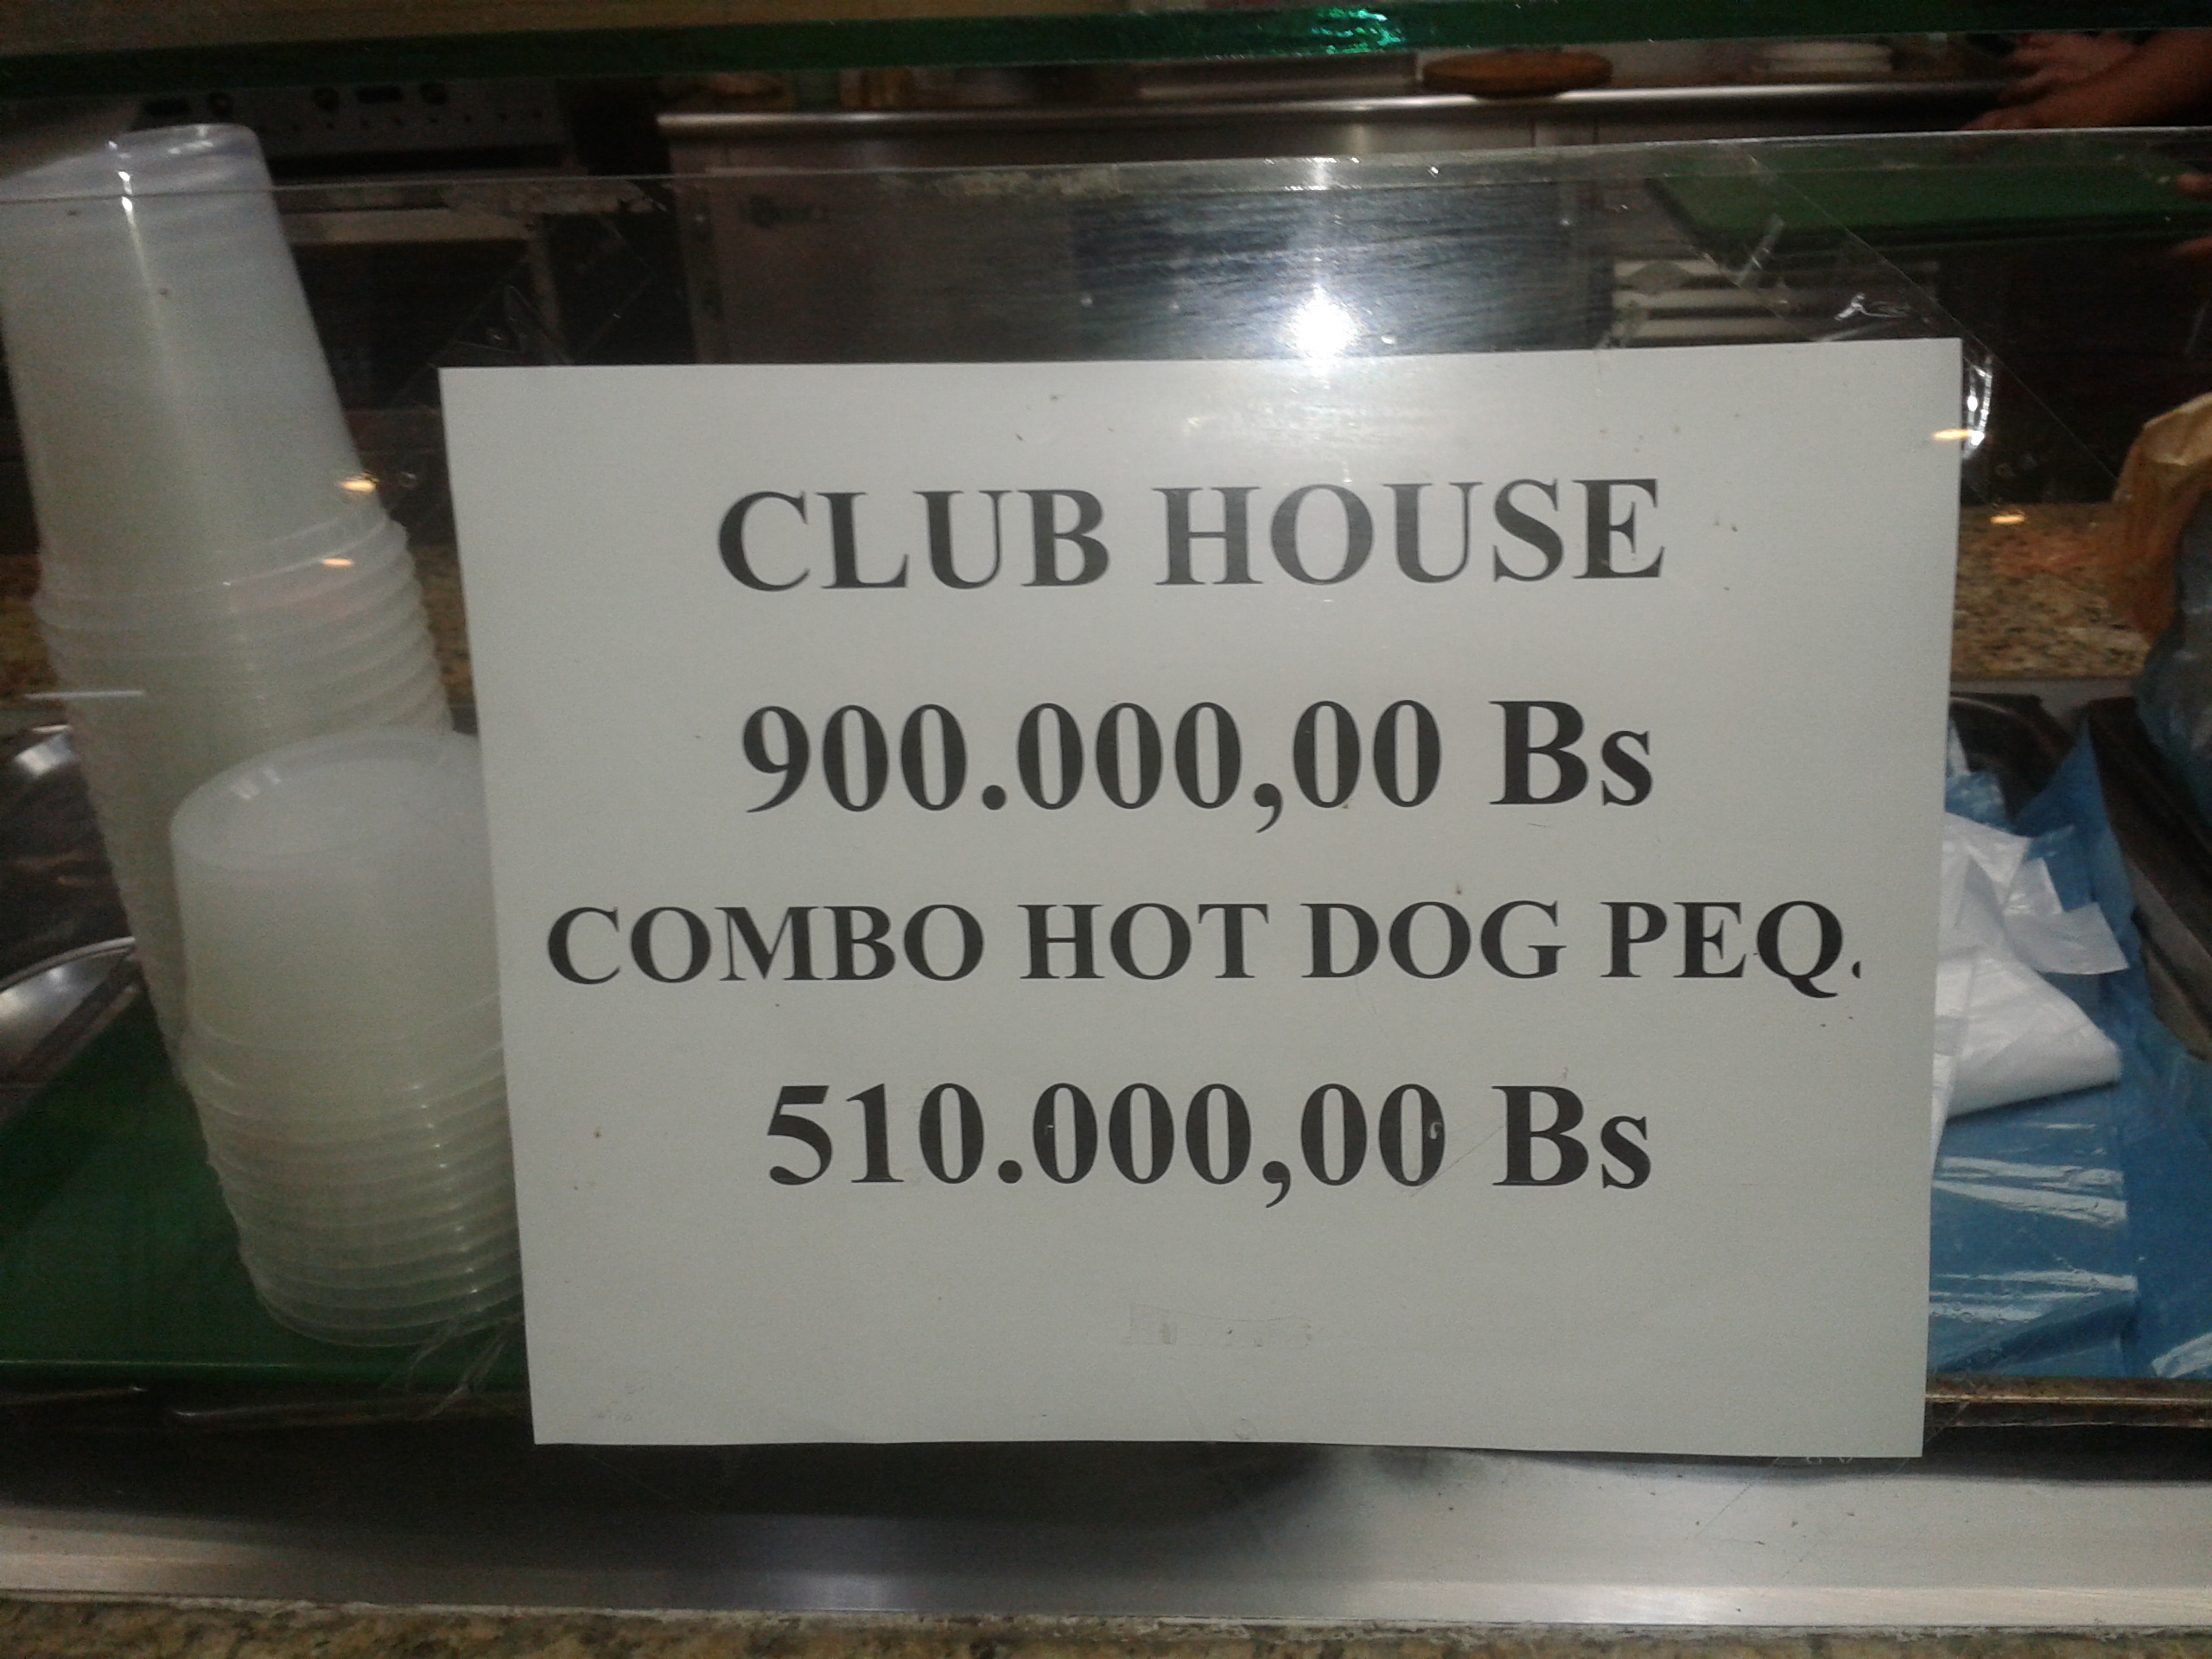 CLUB HOUSE
900.000,00 Bs
COMBO HOT DOG PEQ.
510.000,00 Bs